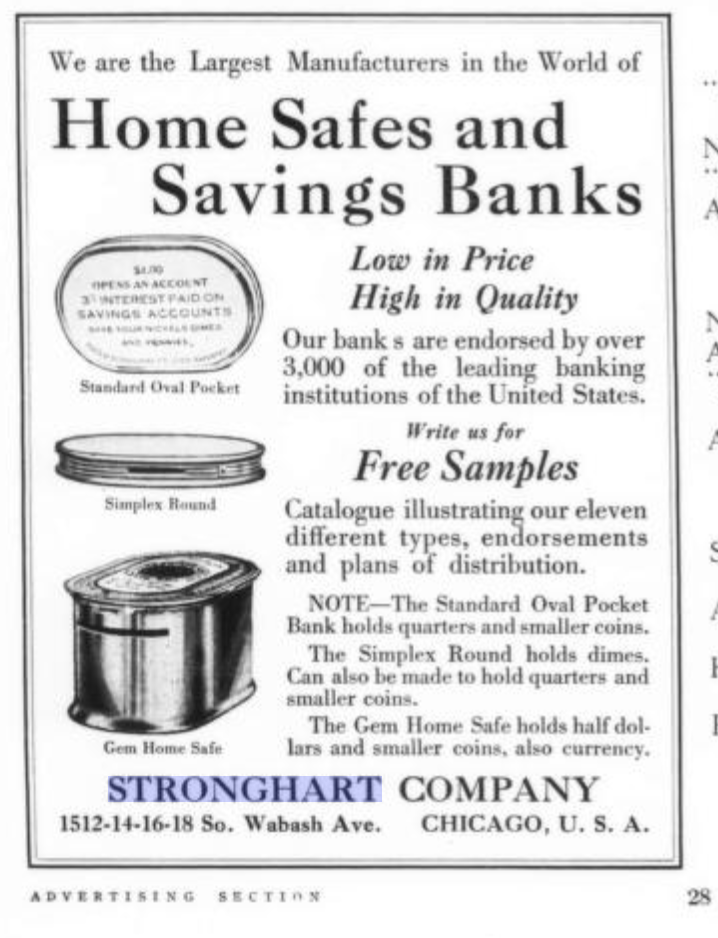 We are the Largest Manufacturers in the World of
Home Safes and
Savings Banks
$1.00
OPENS AN ACCOUNT
INTEREST PAID ON
SAVINGS ACCOUNTS
SAVE YOUR NICKELS DIMES
AND PENNIES
Standard Oval Pocket
Low in Price
High in Quality
Our bank s are endorsed by over
3,000 of the leading banking
institutions of the United States.
Simplex Round
Write us for
Free Samples
Catalogue illustrating our eleven
different types, endorsements
and plans of distribution.
NOTE—The Standard Oval Pocket
Bank holds quarters and smaller coins.
The Simplex Round holds dimes.
Can also be made to hold quarters and
smaller coins.
The Gem Home Safe holds half dol-
lars and smaller coins, also currency.
Gem Home Safe
STRONGHART COMPANY
1512-14-16-18 So. Wabash Ave. CHICAGO, U. S. A.
ADVERTISING SECTION
28